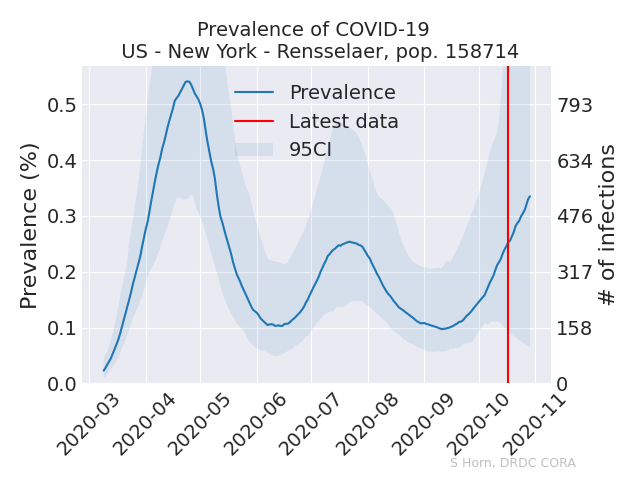 Prevalence of COVID-19
US - New York - Rensselaer, pop. 158714
Prevalence
Latest data
95CI
Prevalence (%)
0.5
0.4
0.3
0.2
0.1
0.0
793
634
476
317
158
0
# of infections
2020-03
2020-04
2020-05
2020-06
2020-07
2020-08
2020-09
2020-10
2020-11
S Horn, DRDC CORA